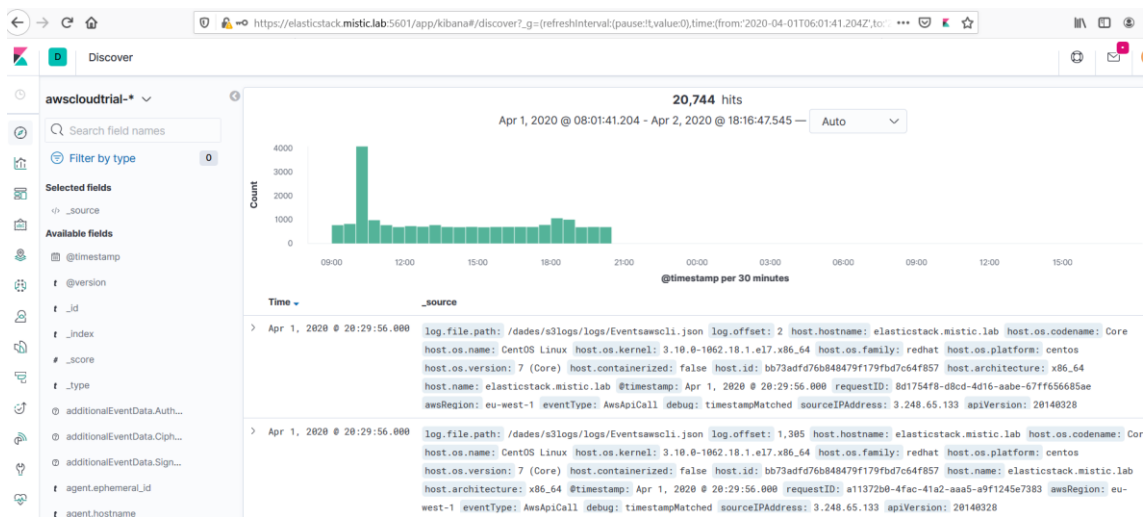 https://elasticstack.mistic.lab:5601/app/kibana#/discover?_g=(refreshInterval:(pause:!t,value:0),time:(from:'2020-04-01T06:01:41.204Z',to:'
D Discover
awscloudtrial-*
20,744 hits
Apr 1, 2020 @ 08:01:41.204 - Apr 2, 2020 @ 18:16:47.545 — Auto
Search field names
Filter by type 0
Selected fields
</> _source
Available fields
@timestamp
t @version
t _id
t _index
# _score
t _type
? additionalEventData.Auth...
? additionalEventData.Ciph...
? additionalEventData.Sign...
t agent.ephemeral_id
t agent.hostname
Count
4000
3000
2000
1000
0
09:00 12:00 15:00 18:00 21:00 00:00 03:00 06:00 09:00 12:00 15:00
@timestamp per 30 minutes
Time _source
Apr 1, 2020 @ 20:29:56.000 log.file.path: /dades/s3logs/logs/Eventsawscli.json log.offset: 2 host.hostname: elasticstack.mistic.lab host.os.codename: Core
host.os.name: CentOS Linux host.os.kernel: 3.10.0-1062.18.1.el7.x86_64 host.os.family: redhat host.os.platform: centos
host.os.version: 7 (Core) host.containerized: false host.id: bb73adfd76b848479f179fbd7c64f857 host.architecture: x86_64
host.name: elasticstack.mistic.lab @timestamp: Apr 1, 2020 @ 20:29:56.000 requestID: 8d1754f8-d8cd-4d16-aabe-67ff656685ae
awsRegion: eu-west-1 eventType: AwsApiCall debug: timestampMatched sourceIPAddress: 3.248.65.133 apiVersion: 20140328
Apr 1, 2020 @ 20:29:56.000 log.file.path: /dades/s3logs/logs/Eventsawscli.json log.offset: 1,305 host.hostname: elasticstack.mistic.lab host.os.codename: Cor
host.os.name: CentOS Linux host.os.kernel: 3.10.0-1062.18.1.el7.x86_64 host.os.family: redhat host.os.platform: centos
host.os.version: 7 (Core) host.containerized: false host.id: bb73adfd76b848479f179fbd7c64f857 host.name: elasticstack.mistic.lab
host.architecture: x86_64 @timestamp: Apr 1, 2020 @ 20:29:56.000 requestID: a11372b0-4fac-41a2-aaa5-a9f1245e7383 awsRegion: eu-
west-1 eventType: AwsApiCall debug: timestampMatched sourceIPAddress: 3.248.65.133 apiVersion: 20140328